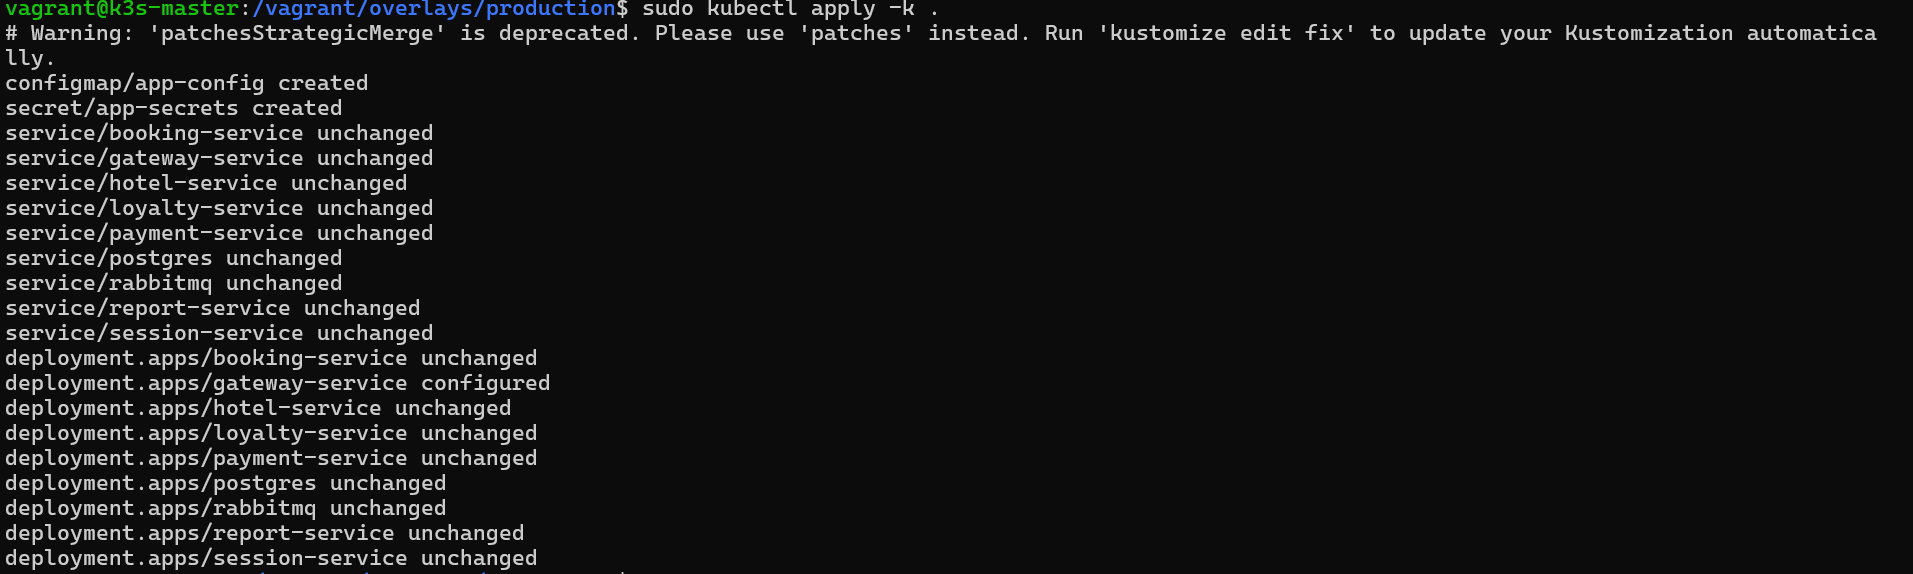 vagrant@k3s-master:/vagrant/overlays/production$ sudo kubectl apply -k .
# Warning: 'patchesStrategicMerge' is deprecated. Please use 'patches' instead. Run 'kustomize edit fix' to update your Kustomization automatica
lly.
configmap/app-config created
secret/app-secrets created
service/booking-service unchanged
service/gateway-service unchanged
service/hotel-service unchanged
service/loyalty-service unchanged
service/payment-service unchanged
service/postgres unchanged
service/rabbitmq unchanged
service/report-service unchanged
service/session-service unchanged
deployment.apps/booking-service unchanged
deployment.apps/gateway-service configured
deployment.apps/hotel-service unchanged
deployment.apps/loyalty-service unchanged
deployment.apps/payment-service unchanged
deployment.apps/postgres unchanged
deployment.apps/rabbitmq unchanged
deployment.apps/report-service unchanged
deployment.apps/session-service unchanged